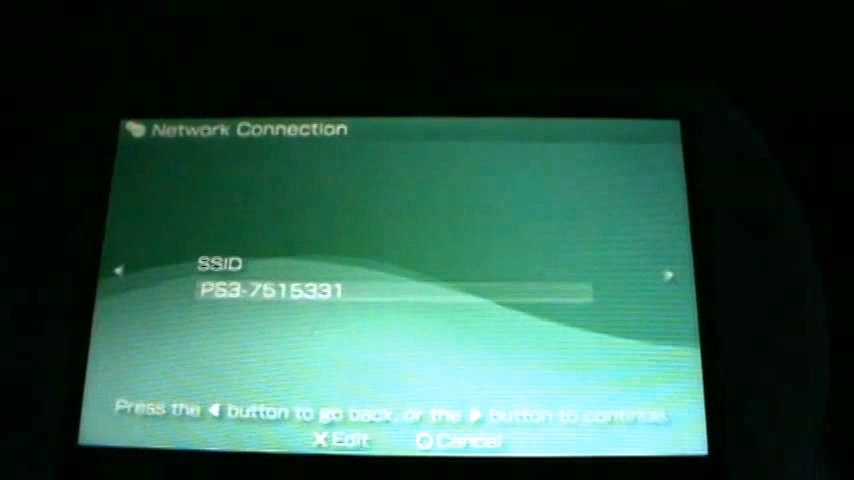 Network Connection
SSID
PS3-7515331
Press the ◀ button to go back, or the ▶ button to continue.
X Edit O Cancel